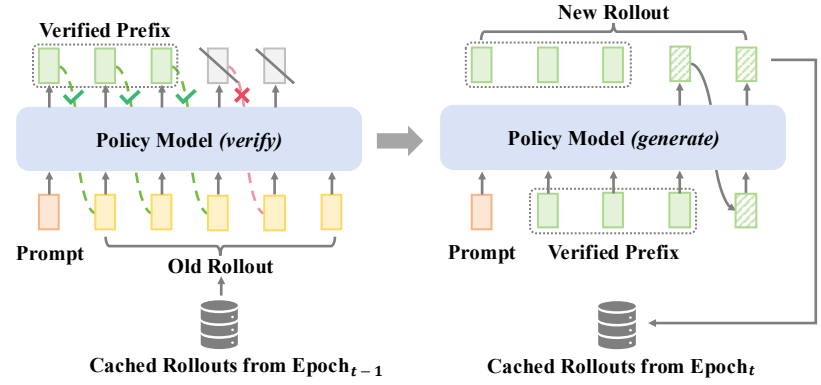 Verified Prefix
Policy Model (verify)
Prompt
Old Rollout
Cached Rollouts from Epoch_{t−1}
New Rollout
Policy Model (generate)
Prompt
Verified Prefix
Cached Rollouts from Epoch_t